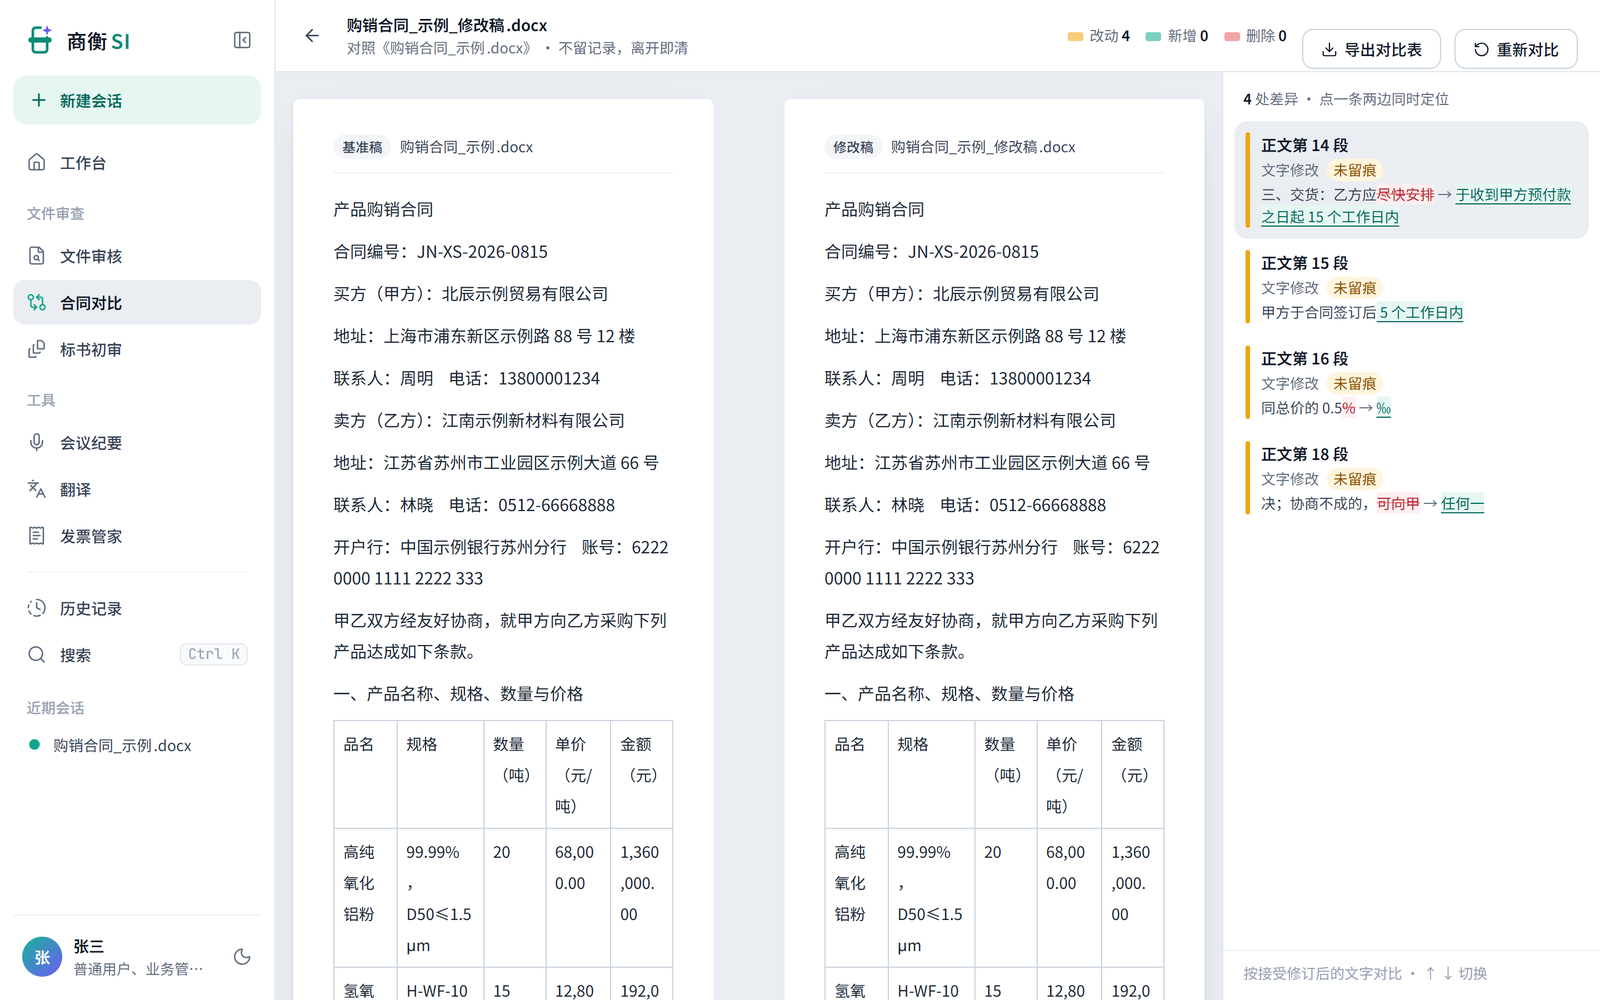 商衡 SI
新建会话
工作台
文件审查
文件审核
合同对比
标书初审
工具
会议纪要
翻译
发票管家
历史记录
搜索 Ctrl K
近期会话
购销合同_示例.docx
张 张三
普通用户、业务管…
购销合同_示例_修改稿.docx
对照《购销合同_示例.docx》 · 不留记录，离开即清
改动 4 新增 0 删除 0
导出对比表
重新对比
基准稿 购销合同_示例.docx
产品购销合同
合同编号：JN-XS-2026-0815
买方（甲方）：北辰示例贸易有限公司
地址：上海市浦东新区示例路 88 号 12 楼
联系人：周明 电话：13800001234
卖方（乙方）：江南示例新材料有限公司
地址：江苏省苏州市工业园区示例大道 66 号
联系人：林晓 电话：0512-66668888
开户行：中国示例银行苏州分行 账号：6222
0000 1111 2222 333
甲乙双方经友好协商，就甲方向乙方采购下列
产品达成如下条款。
一、产品名称、规格、数量与价格
品名 规格 数量（吨） 单价（元/吨） 金额（元）
高纯氧化铝粉 99.99%，D50≤1.5μm 20 68,000.00 1,360,000.00
氢氧 H-WF-10 15 12,80 192,0
修改稿 购销合同_示例_修改稿.docx
产品购销合同
合同编号：JN-XS-2026-0815
买方（甲方）：北辰示例贸易有限公司
地址：上海市浦东新区示例路 88 号 12 楼
联系人：周明 电话：13800001234
卖方（乙方）：江南示例新材料有限公司
地址：江苏省苏州市工业园区示例大道 66 号
联系人：林晓 电话：0512-66668888
开户行：中国示例银行苏州分行 账号：6222
0000 1111 2222 333
甲乙双方经友好协商，就甲方向乙方采购下列
产品达成如下条款。
一、产品名称、规格、数量与价格
品名 规格 数量（吨） 单价（元/吨） 金额（元）
高纯氧化铝粉 99.99%，D50≤1.5μm 20 68,000.00 1,360,000.00
氢氧 H-WF-10 15 12,80 192,0
4 处差异 · 点一条两边同时定位
正文第 14 段
文字修改 未留痕
三、交货：乙方应尽快安排 → 于收到甲方预付款
之日起 15 个工作日内
正文第 15 段
文字修改 未留痕
甲方于合同签订后 5 个工作日内
正文第 16 段
文字修改 未留痕
同总价的 0.5% → ‰
正文第 18 段
文字修改 未留痕
决；协商不成的，可向甲 → 任何一
按接受修订后的文字对比 · ↑ ↓ 切换